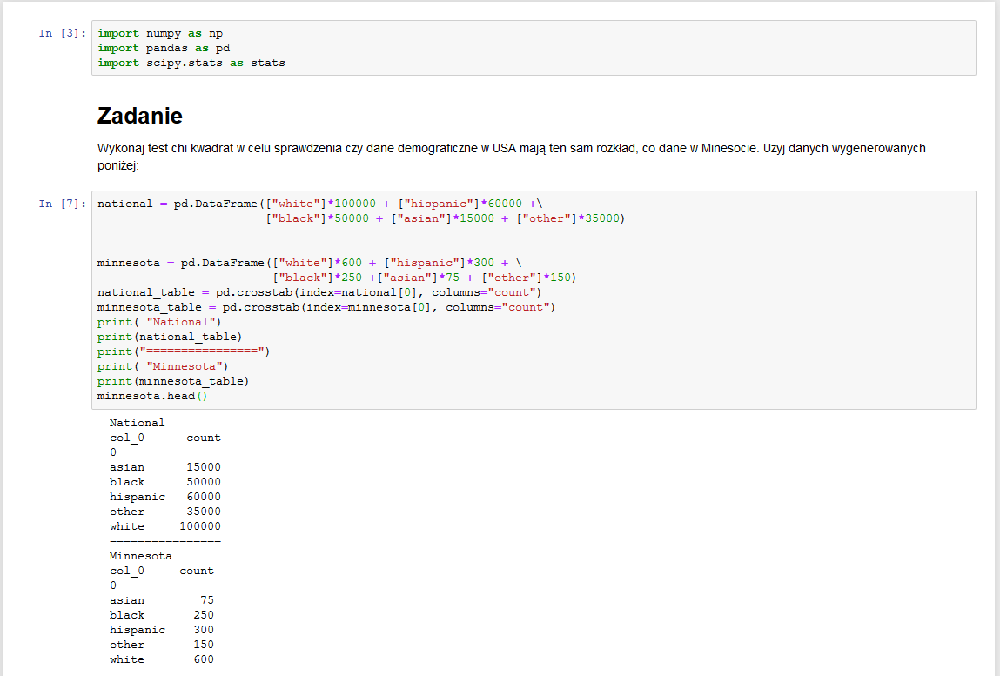 In [3]: import numpy as np
import pandas as pd
import scipy.stats as stats
Zadanie
Wykonaj test chi kwadrat w celu sprawdzenia czy dane demograficzne w USA mają ten sam rozkład, co dane w Minesocie. Użyj danych wygenerowanych
poniżej:
In [7]: national = pd.DataFrame(["white"]*100000 + ["hispanic"]*60000 +\
["black"]*50000 + ["asian"]*15000 + ["other"]*35000)
minnesota = pd.DataFrame(["white"]*600 + ["hispanic"]*300 + \
["black"]*250 +["asian"]*75 + ["other"]*150)
national_table = pd.crosstab(index=national[0], columns="count")
minnesota_table = pd.crosstab(index=minnesota[0], columns="count")
print( "National")
print(national_table)
print("================")
print( "Minnesota")
print(minnesota_table)
minnesota.head()
National
col_0 count
0
asian 15000
black 50000
hispanic 60000
other 35000
white 100000
================
Minnesota
col_0 count
0
asian 75
black 250
hispanic 300
other 150
white 600